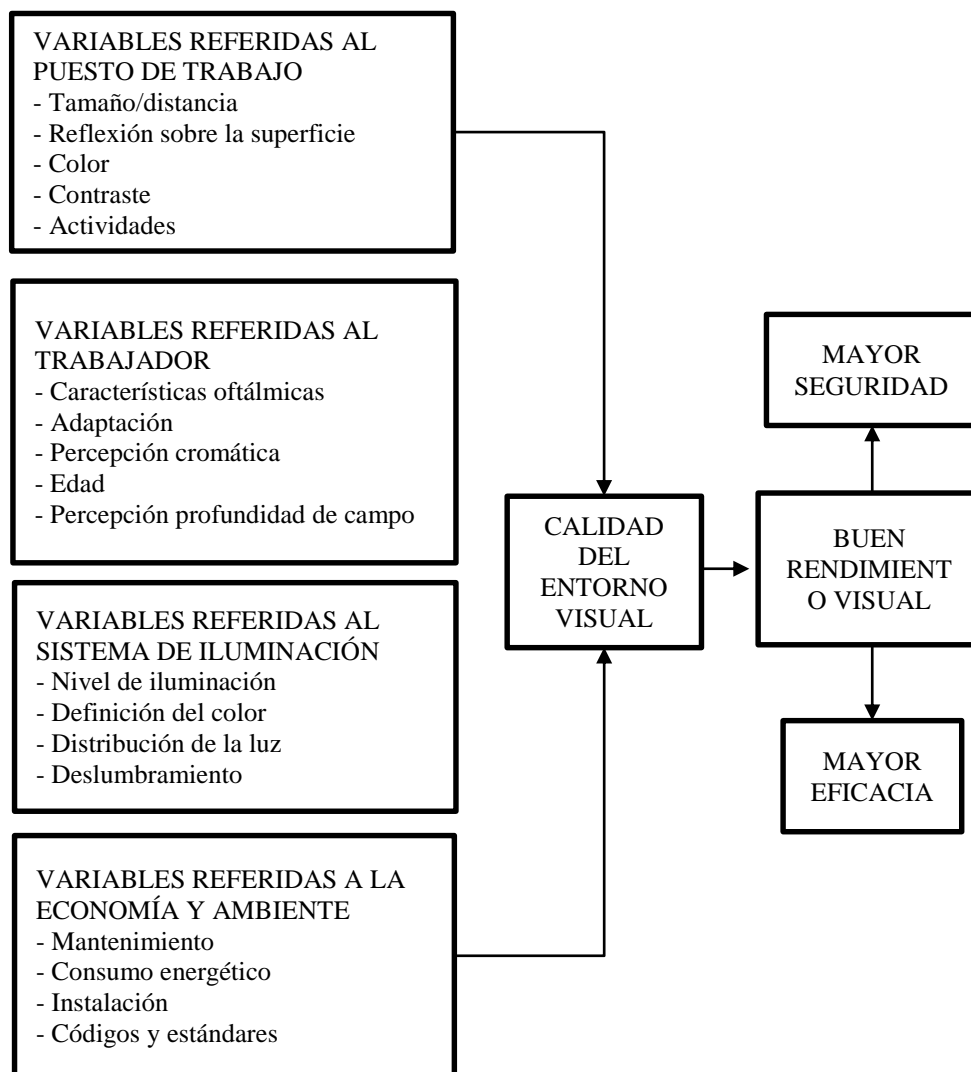 VARIABLES REFERIDAS AL
PUESTO DE TRABAJO
- Tamaño/distancia
- Reflexión sobre la superficie
- Color
- Contraste
- Actividades
VARIABLES REFERIDAS AL
TRABAJADOR
- Características oftálmicas
- Adaptación
- Percepción cromática
- Edad
- Percepción profundidad de campo
VARIABLES REFERIDAS AL
SISTEMA DE ILUMINACIÓN
- Nivel de iluminación
- Definición del color
- Distribución de la luz
- Deslumbramiento
VARIABLES REFERIDAS A LA
ECONOMÍA Y AMBIENTE
- Mantenimiento
- Consumo energético
- Instalación
- Códigos y estándares
CALIDAD
DEL
ENTORNO
VISUAL
MAYOR
SEGURIDAD
BUEN
RENDIMIENT
O VISUAL
MAYOR
EFICACIA